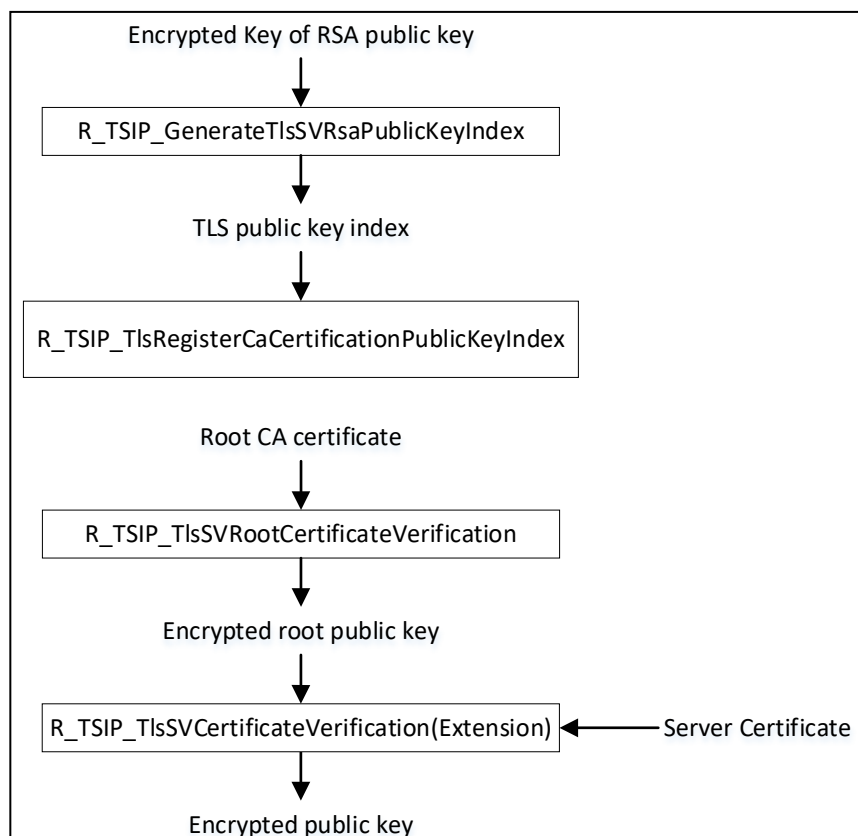 Encrypted Key of RSA public key
R_TSIP_GenerateTlsSVRsaPublicKeyIndex
TLS public key index
R_TSIP_TlsRegisterCaCertificationPublicKeyIndex
Root CA certificate
R_TSIP_TlsSVRootCertificateVerification
Encrypted root public key
R_TSIP_TlsSVCertificateVerification(Extension)
Server Certificate
Encrypted public key